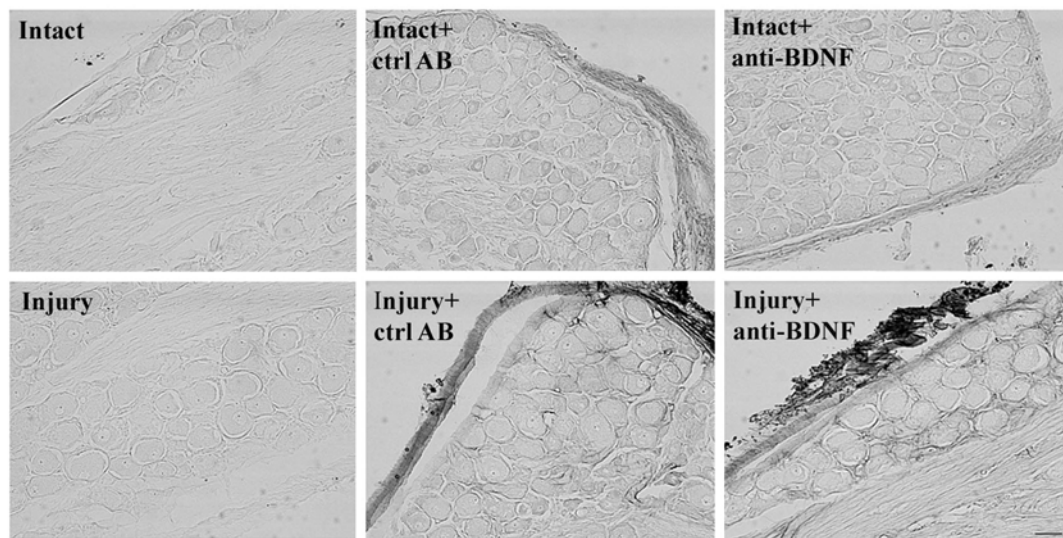 Intact
Intact+
ctrl AB
Intact+
anti-BDNF
Injury
Injury+
ctrl AB
Injury+
anti-BDNF